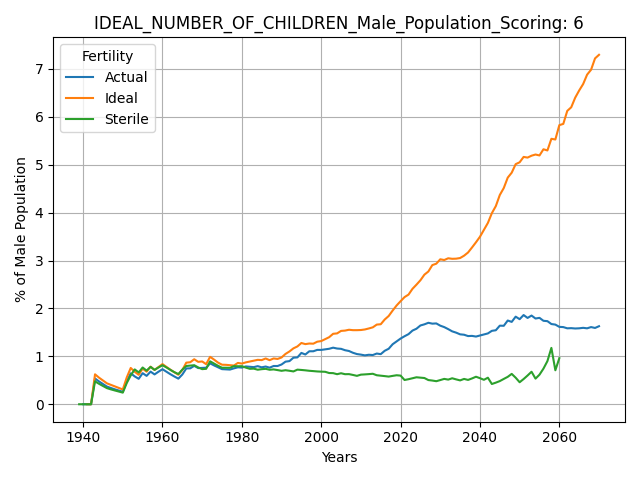 IDEAL_NUMBER_OF_CHILDREN_Male_Population_Scoring: 6
Fertility
Actual
Ideal
Sterile
% of Male Population
7
6
5
4
3
2
1
0
1940 1960 1980 2000 2020 2040 2060
Years